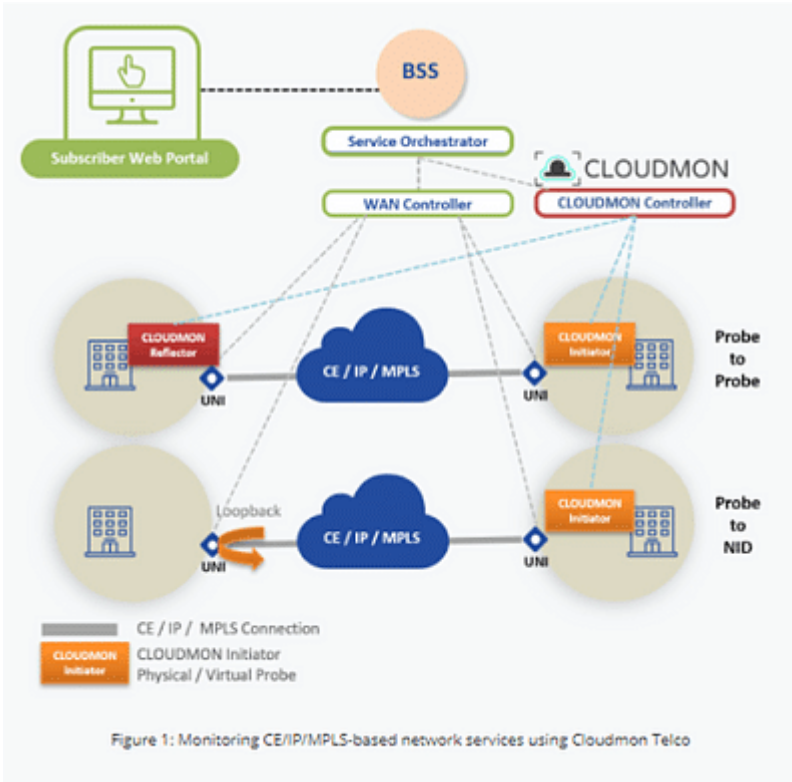 BSS
Subscriber Web Portal
Service Orchestrator
CLOUDMON
WAN Controller
CLOUDMON Controller
CLOUDMON
Reflector
CE / IP / MPLS
CLOUDMON
Initiator
Probe
to
Probe
UNI
UNI
Loopback
CE / IP / MPLS
CLOUDMON
Initiator
Probe
to
NID
UNI
UNI
CE / IP / MPLS Connection
CLOUDMON
Initiator
CLOUDMON Initiator
Physical / Virtual Probe
Figure 1: Monitoring CE/IP/MPLS-based network services using Cloudmon Telco